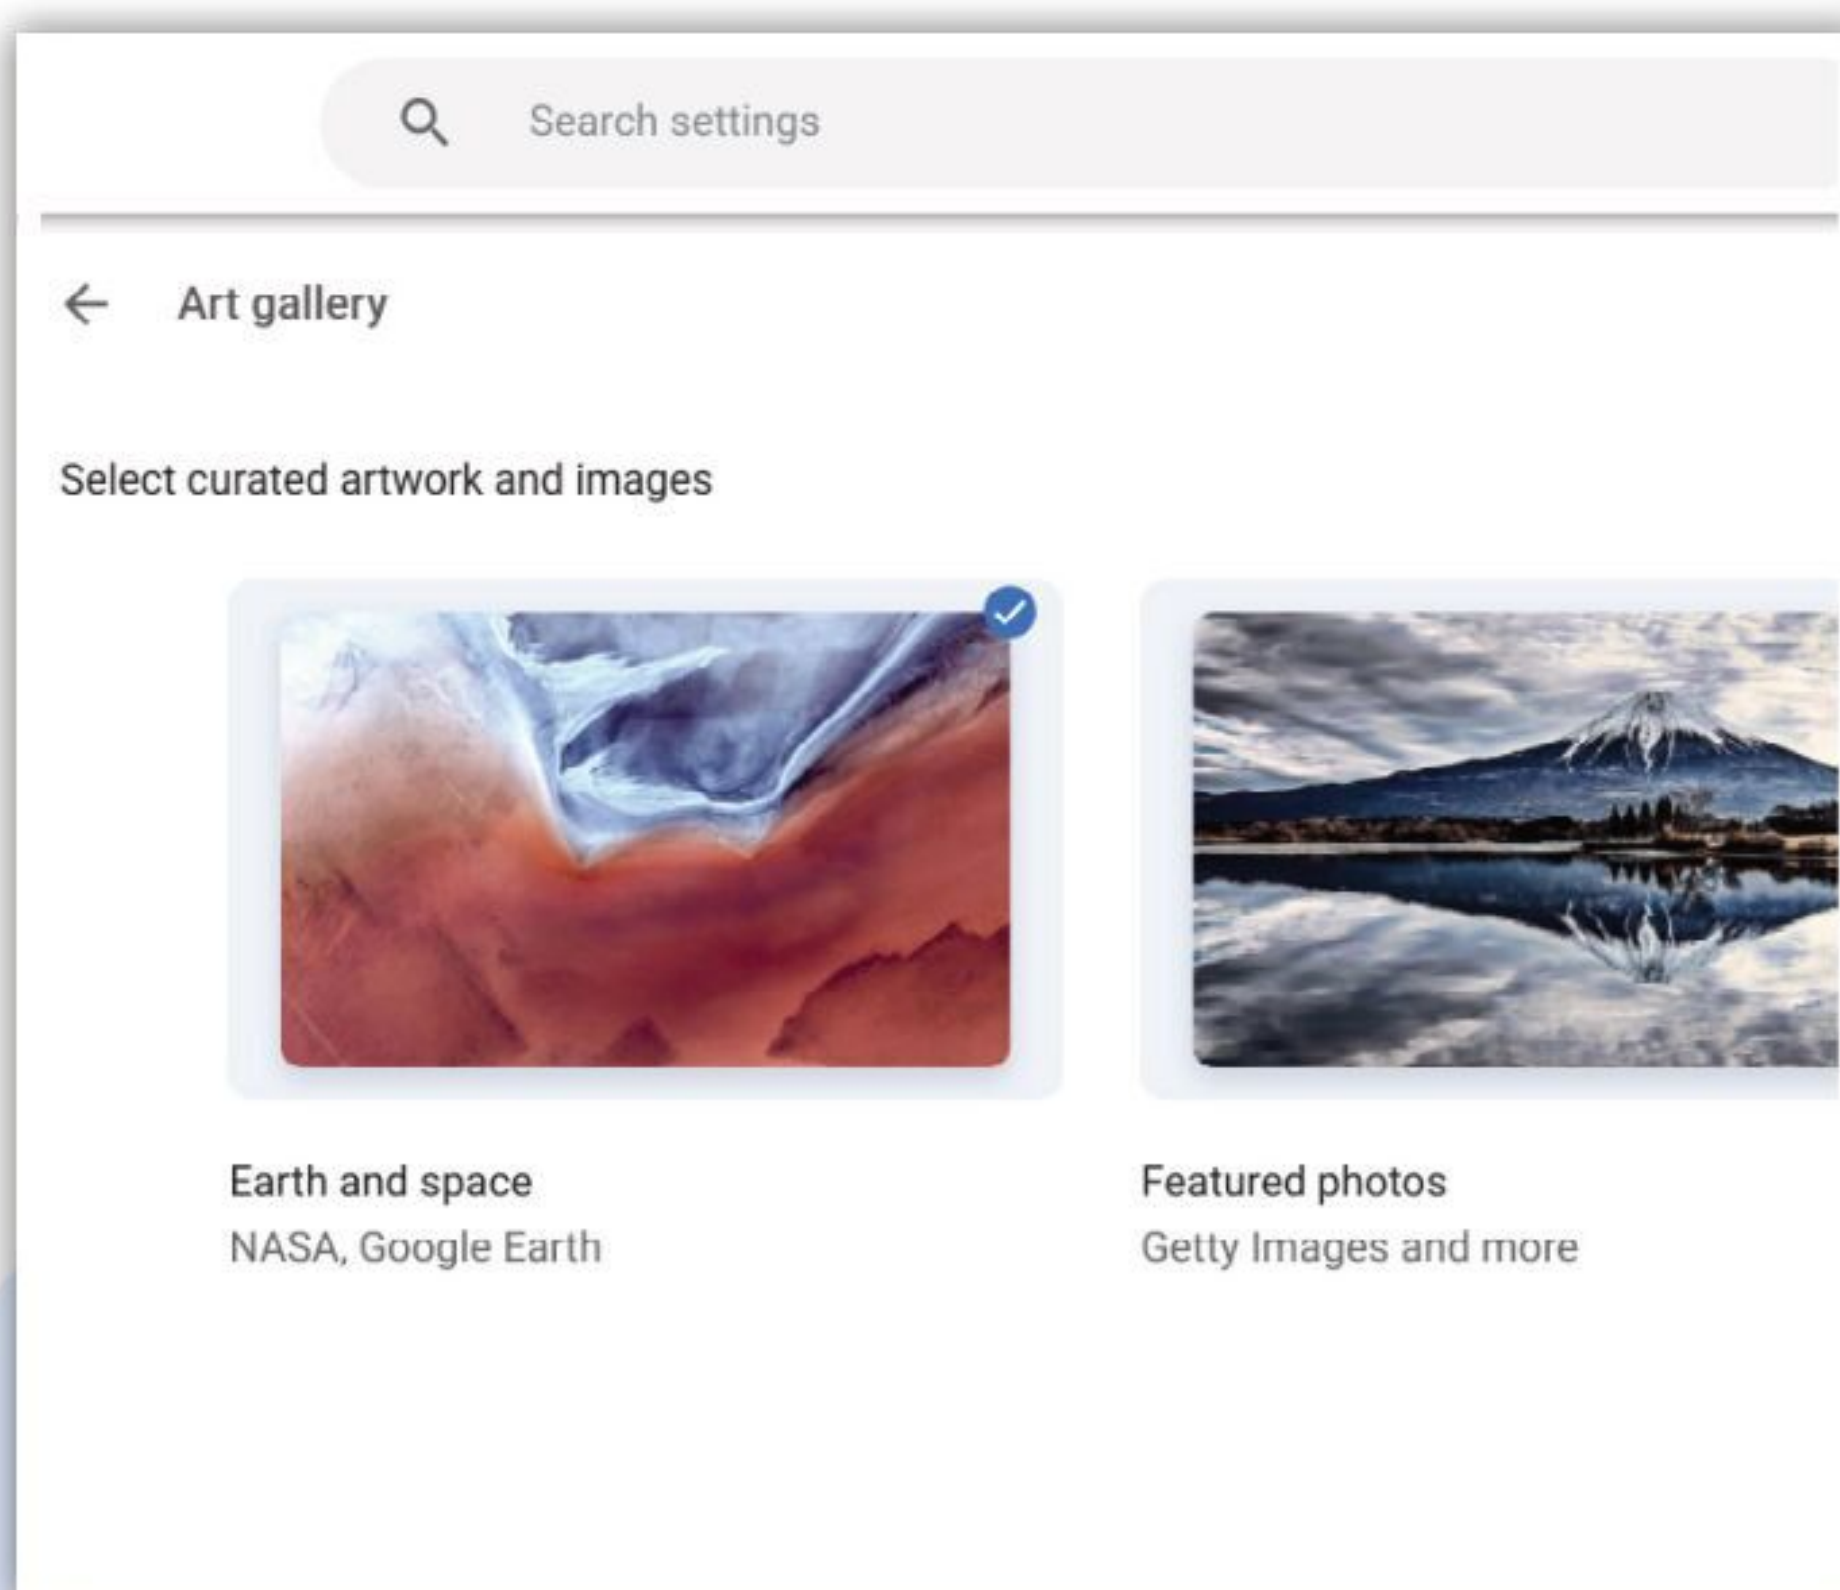 Search settings
Art gallery
Select curated artwork and images
Earth and space
NASA, Google Earth
Featured photos
Getty Images and more